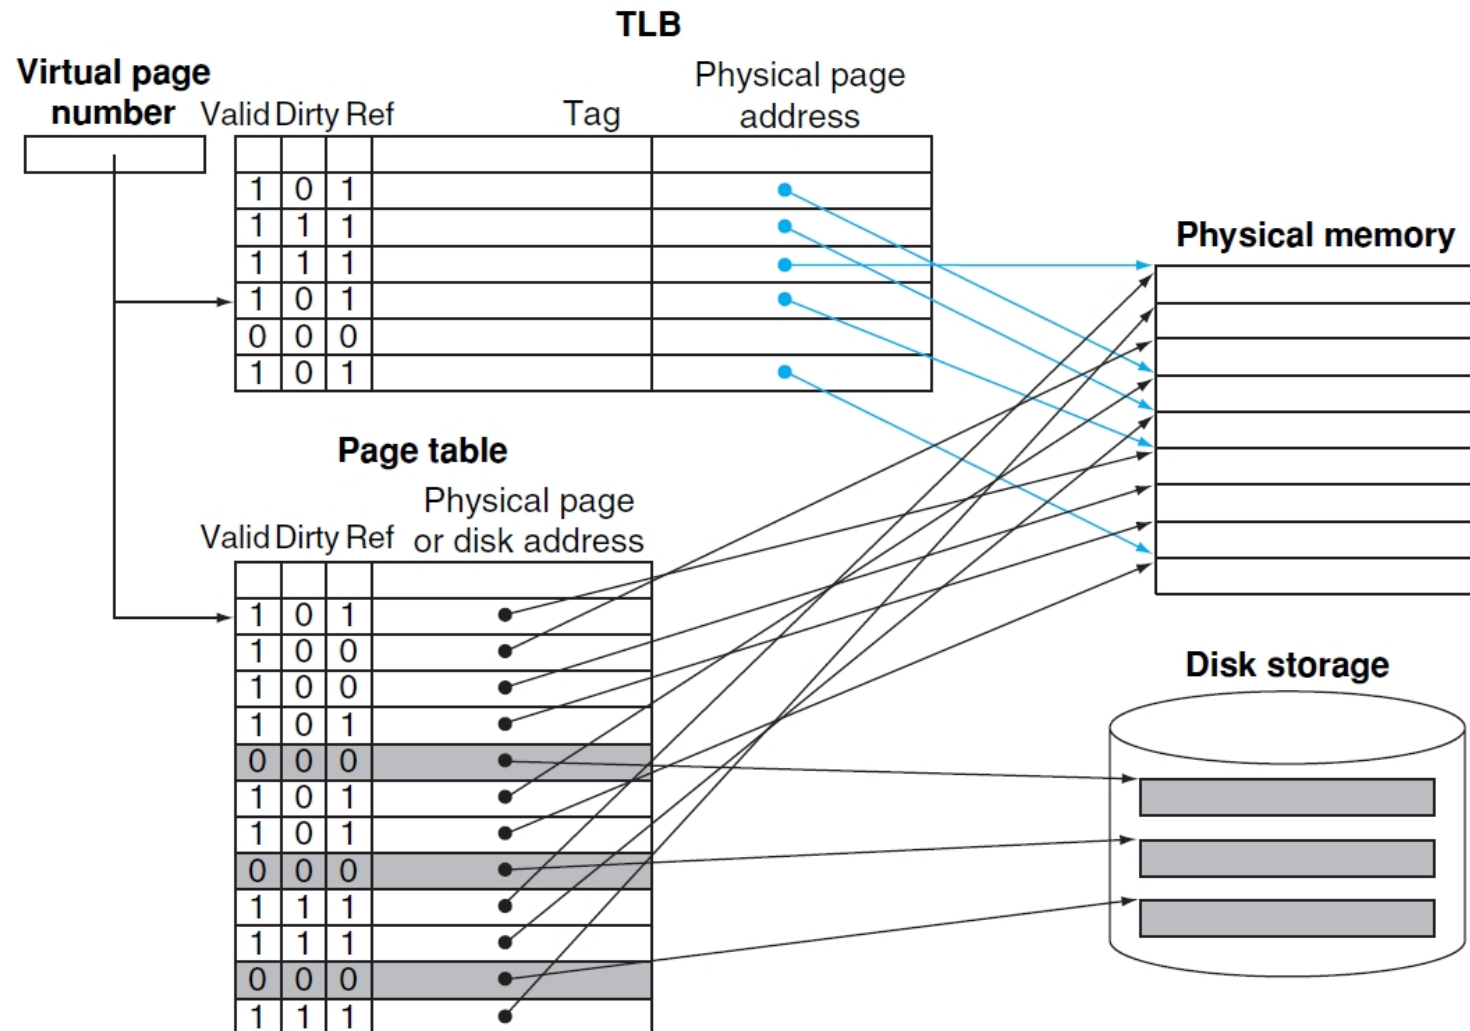 TLB
Virtual page
number
Valid Dirty Ref
Tag
Physical page
address
1 0 1
1 1 1
1 1 1
1 0 1
0 0 0
1 0 1
Physical memory
Page table
Valid Dirty Ref
Physical page
or disk address
1 0 1
1 0 0
1 0 0
1 0 1
0 0 0
1 0 1
1 0 1
0 0 0
1 1 1
1 1 1
0 0 0
1 1 1
Disk storage